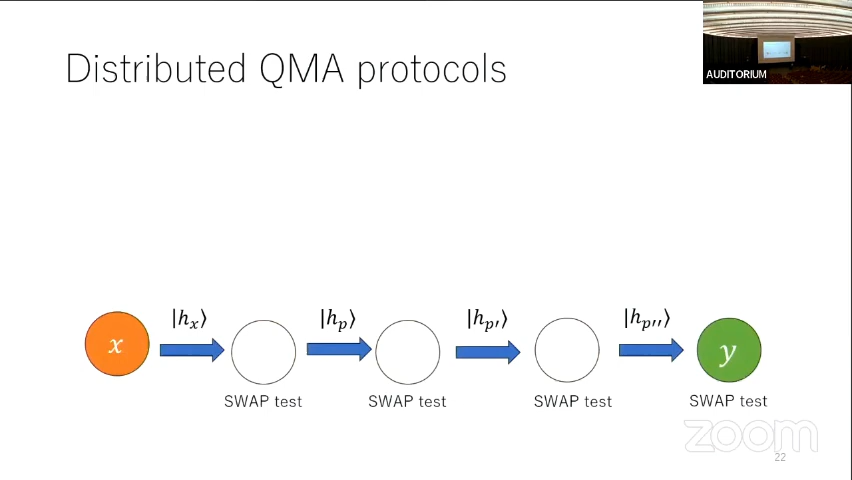 Distributed QMA protocols
AUDITORIUM
|h_x⟩
|h_p⟩
|h_p'⟩
|h_p''⟩
x
y
SWAP test
SWAP test
SWAP test
SWAP test
zoom
22